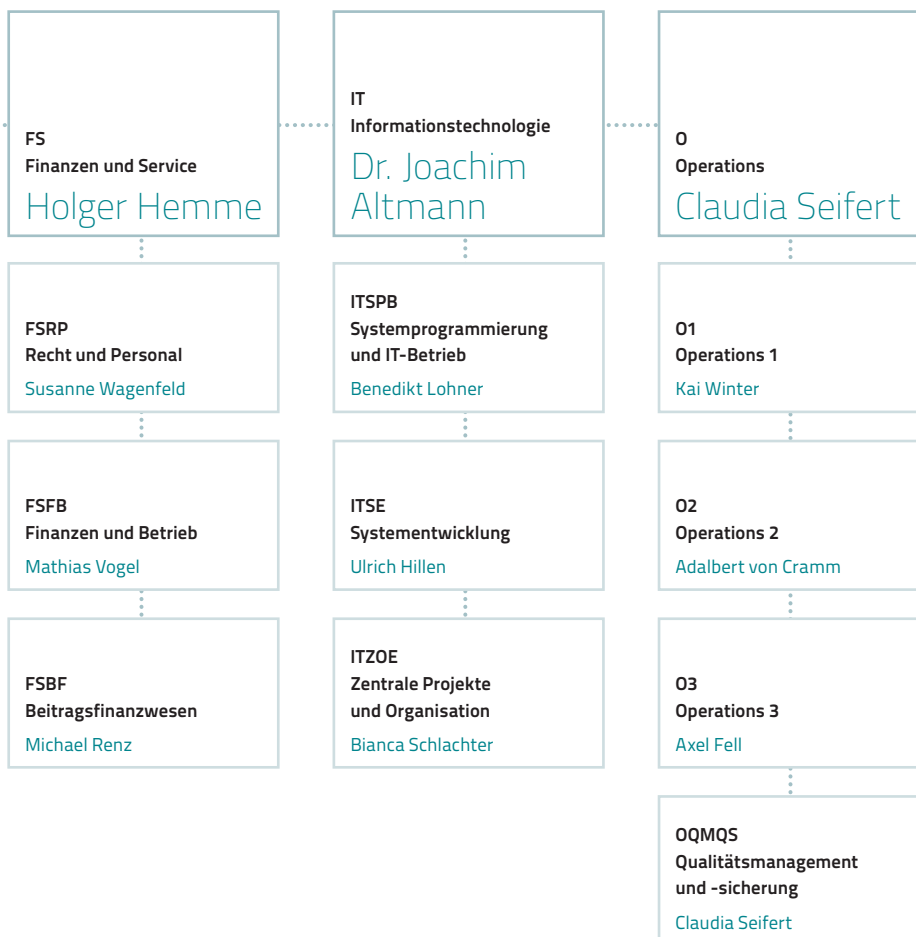 FS
Finanzen und Service
Holger Hemme
FSRP
Recht und Personal
Susanne Wagenfeld
FSFB
Finanzen und Betrieb
Mathias Vogel
FSBF
Beitragsfinanzwesen
Michael Renz
IT
Informationstechnologie
Dr. Joachim
Altmann
ITSPB
Systemprogrammierung
und IT-Betrieb
Benedikt Lohner
ITSE
Systementwicklung
Ulrich Hillen
ITZOE
Zentrale Projekte
und Organisation
Bianca Schlachter
O
Operations
Claudia Seifert
O1
Operations 1
Kai Winter
O2
Operations 2
Adalbert von Cramm
O3
Operations 3
Axel Fell
OQMQS
Qualitätsmanagement
und -sicherung
Claudia Seifert